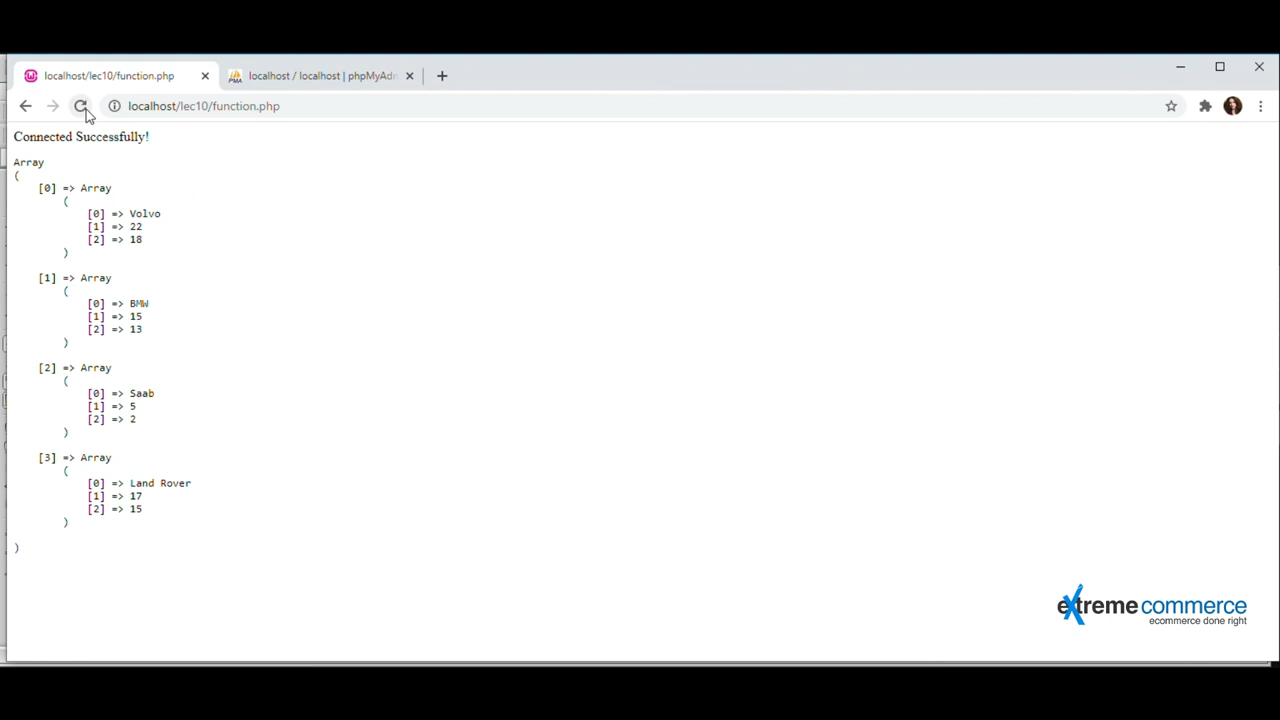 localhost/lec10/function.php
localhost / localhost | phpMyAdn
localhost/lec10/function.php
Connected Successfully!
Array
(
    [0] => Array
        (
            [0] => Volvo
            [1] => 22
            [2] => 18
        )
    [1] => Array
        (
            [0] => BMW
            [1] => 15
            [2] => 13
        )
    [2] => Array
        (
            [0] => Saab
            [1] => 5
            [2] => 2
        )
    [3] => Array
        (
            [0] => Land Rover
            [1] => 17
            [2] => 15
        )
)
extreme commerce
ecommerce done right